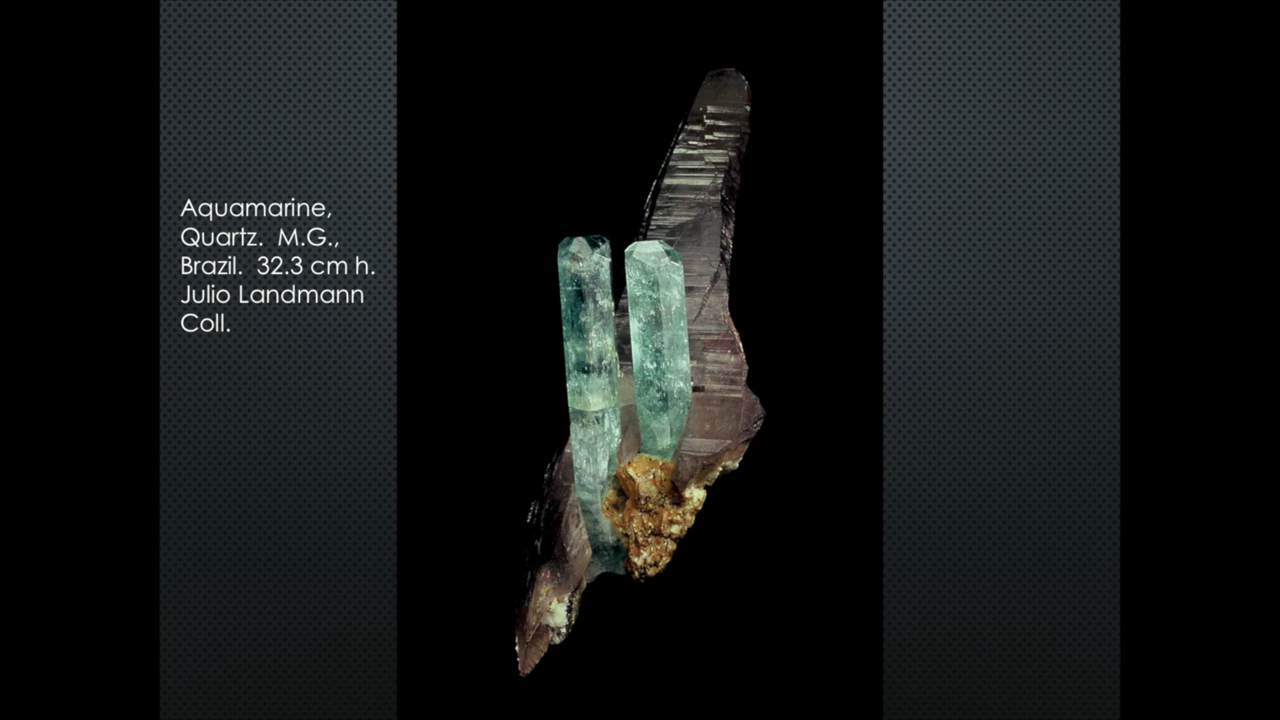 Aquamarine,
Quartz.  M.G.,
Brazil.  32.3 cm h.
Julio Landmann
Coll.